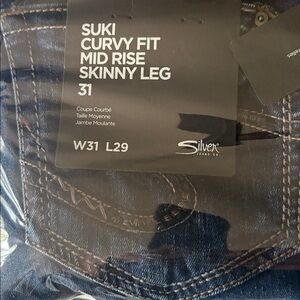 SUKI
CURVY FIT
MID RISE
SKINNY LEG
31
Coupe Courbé
Taille Moyenne
Jambe Moulante
W31 L29
Silver
JEANS CO.